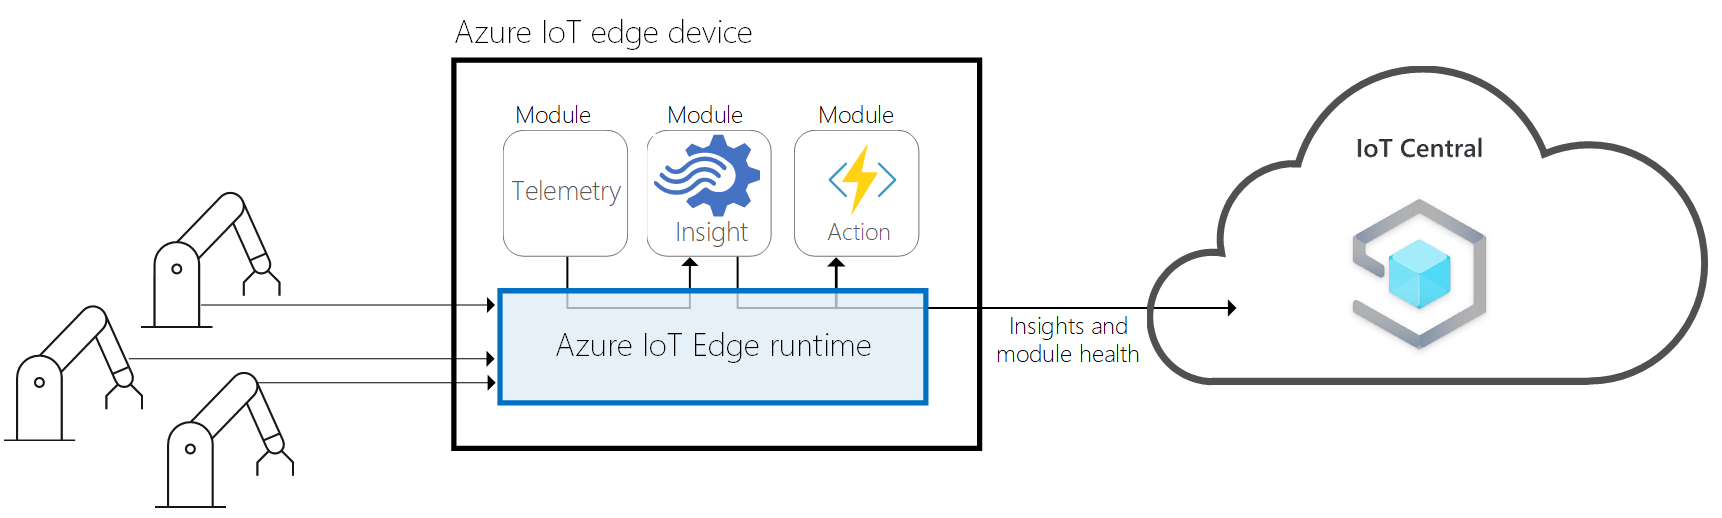 Azure IoT edge device
Module
Module
Module
Telemetry
Insight
Action
Azure IoT Edge runtime
Insights and
module health
IoT Central